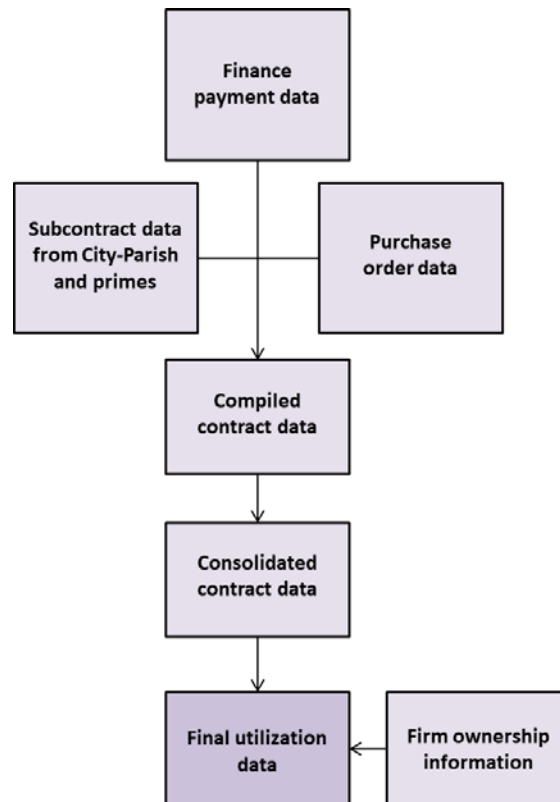 Finance
payment data
Subcontract data
from City-Parish
and primes
Purchase
order data
Compiled
contract data
Consolidated
contract data
Final utilization
data
Firm ownership
information